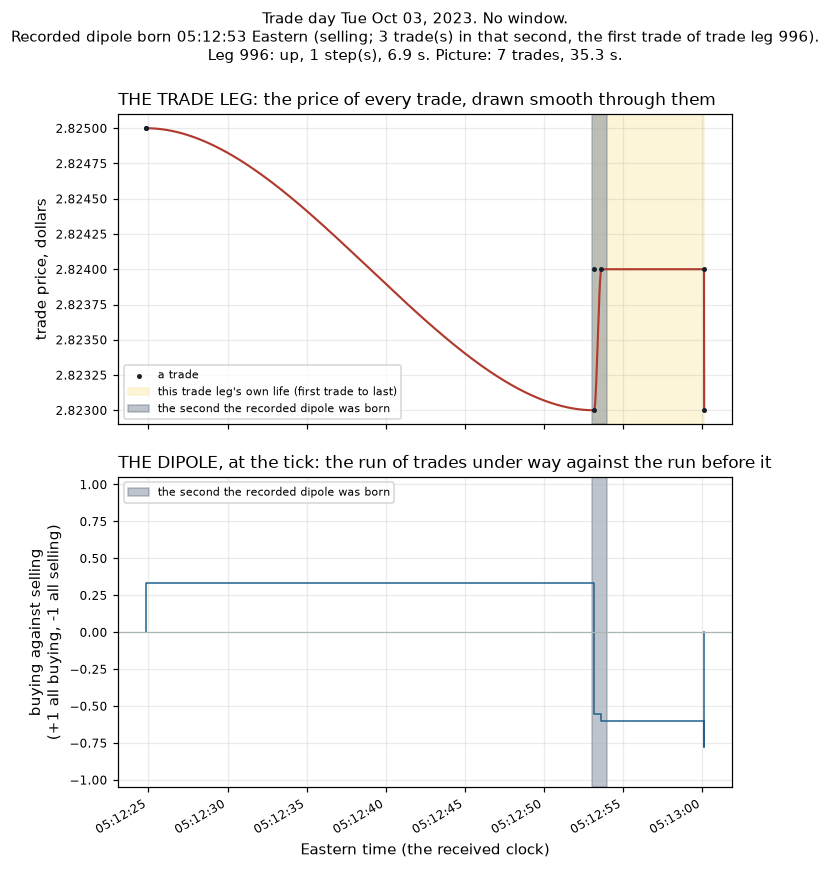 Trade day Tue Oct 03, 2023. No window.
Recorded dipole born 05:12:53 Eastern (selling; 3 trade(s) in that second, the first trade of trade leg 996).
Leg 996: up, 1 step(s), 6.9 s. Picture: 7 trades, 35.3 s.
THE TRADE LEG: the price of every trade, drawn smooth through them
trade price, dollars
2.82500
2.82475
2.82450
2.82425
2.82400
2.82375
2.82350
2.82325
2.82300
a trade
this trade leg's own life (first trade to last)
the second the recorded dipole was born
THE DIPOLE, at the tick: the run of trades under way against the run before it
buying against selling
(+1 all buying, -1 all selling)
1.00
0.75
0.50
0.25
0.00
−0.25
−0.50
−0.75
−1.00
the second the recorded dipole was born
05:12:25
05:12:30
05:12:35
05:12:40
05:12:45
05:12:50
05:12:55
05:13:00
Eastern time (the received clock)